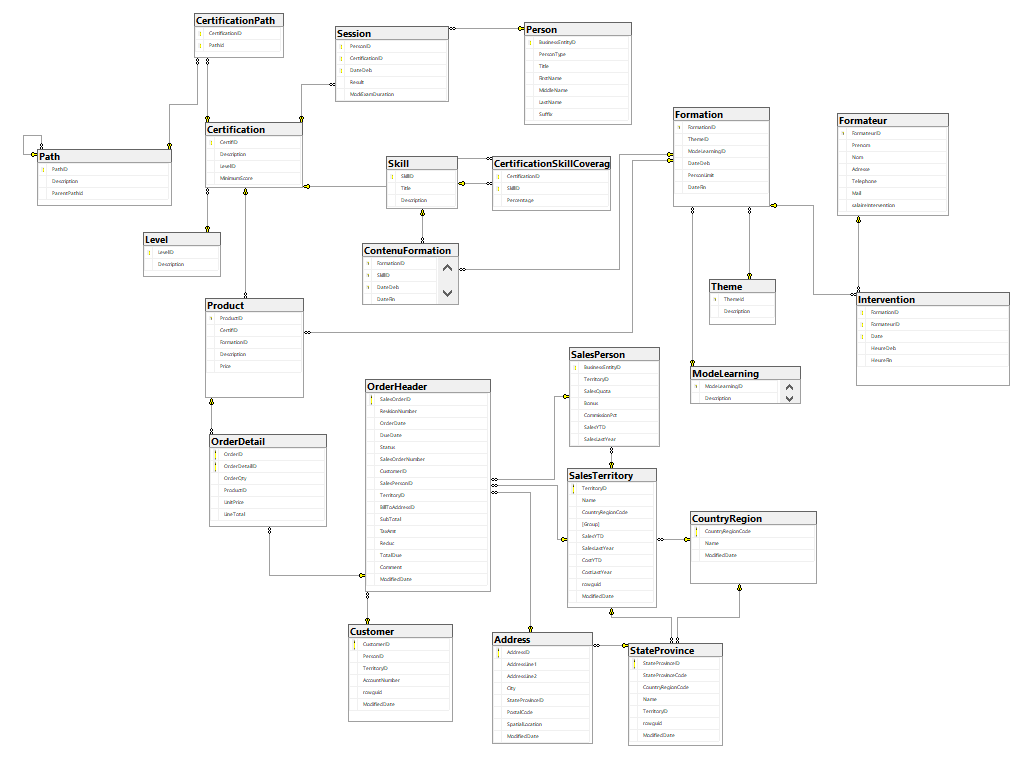 CertificationPath
CertificationID
PathId
Session
PersonID
CertificationID
DateDeb
Result
ModExamDuration
Person
BusinessEntityID
PersonType
Title
FirstName
MiddleName
LastName
Suffix
Certification
CertifID
Description
LevelID
MinimumScore
Path
PathID
Description
ParentPathId
Skill
SkillID
Title
Description
CertificationSkillCoverag
CertificationID
SkillID
Percentage
Formation
FormationID
ThemeID
ModeLearningID
DateDeb
PersonLimit
DateFin
Formateur
FormateurID
Prenom
Nom
Adresse
Telephone
Mail
salaireIntervention
Level
LevelID
Description
ContenuFormation
FormationID
SkillID
DateDeb
DateFin
Theme
ThemeId
Description
Intervention
FormationID
FormateurID
Date
HeureDeb
HeureFin
Product
ProductID
CertifID
FormationID
Description
Price
ModeLearning
ModeLearningID
Description
SalesPerson
BusinessEntityID
TerritoryID
SalesQuota
Bonus
CommissionPct
SalesYTD
SalesLastYear
OrderHeader
SalesOrderID
RevisionNumber
OrderDate
DueDate
Status
SalesOrderNumber
CustomerID
SalesPersonID
TerritoryID
BillToAddressID
SubTotal
TaxAmt
Reduc
TotalDue
Comment
ModifiedDate
OrderDetail
OrderID
OrderDetailID
OrderQty
ProductID
UnitPrice
LineTotal
SalesTerritory
TerritoryID
Name
CountryRegionCode
[Group]
SalesYTD
SalesLastYear
CostYTD
CostLastYear
rowguid
ModifiedDate
CountryRegion
CountryRegionCode
Name
ModifiedDate
Customer
CustomerID
PersonID
TerritoryID
AccountNumber
rowguid
ModifiedDate
Address
AddressID
AddressLine1
AddressLine2
City
StateProvinceID
PostalCode
SpatialLocation
ModifiedDate
StateProvince
StateProvinceID
StateProvinceCode
CountryRegionCode
Name
TerritoryID
rowguid
ModifiedDate